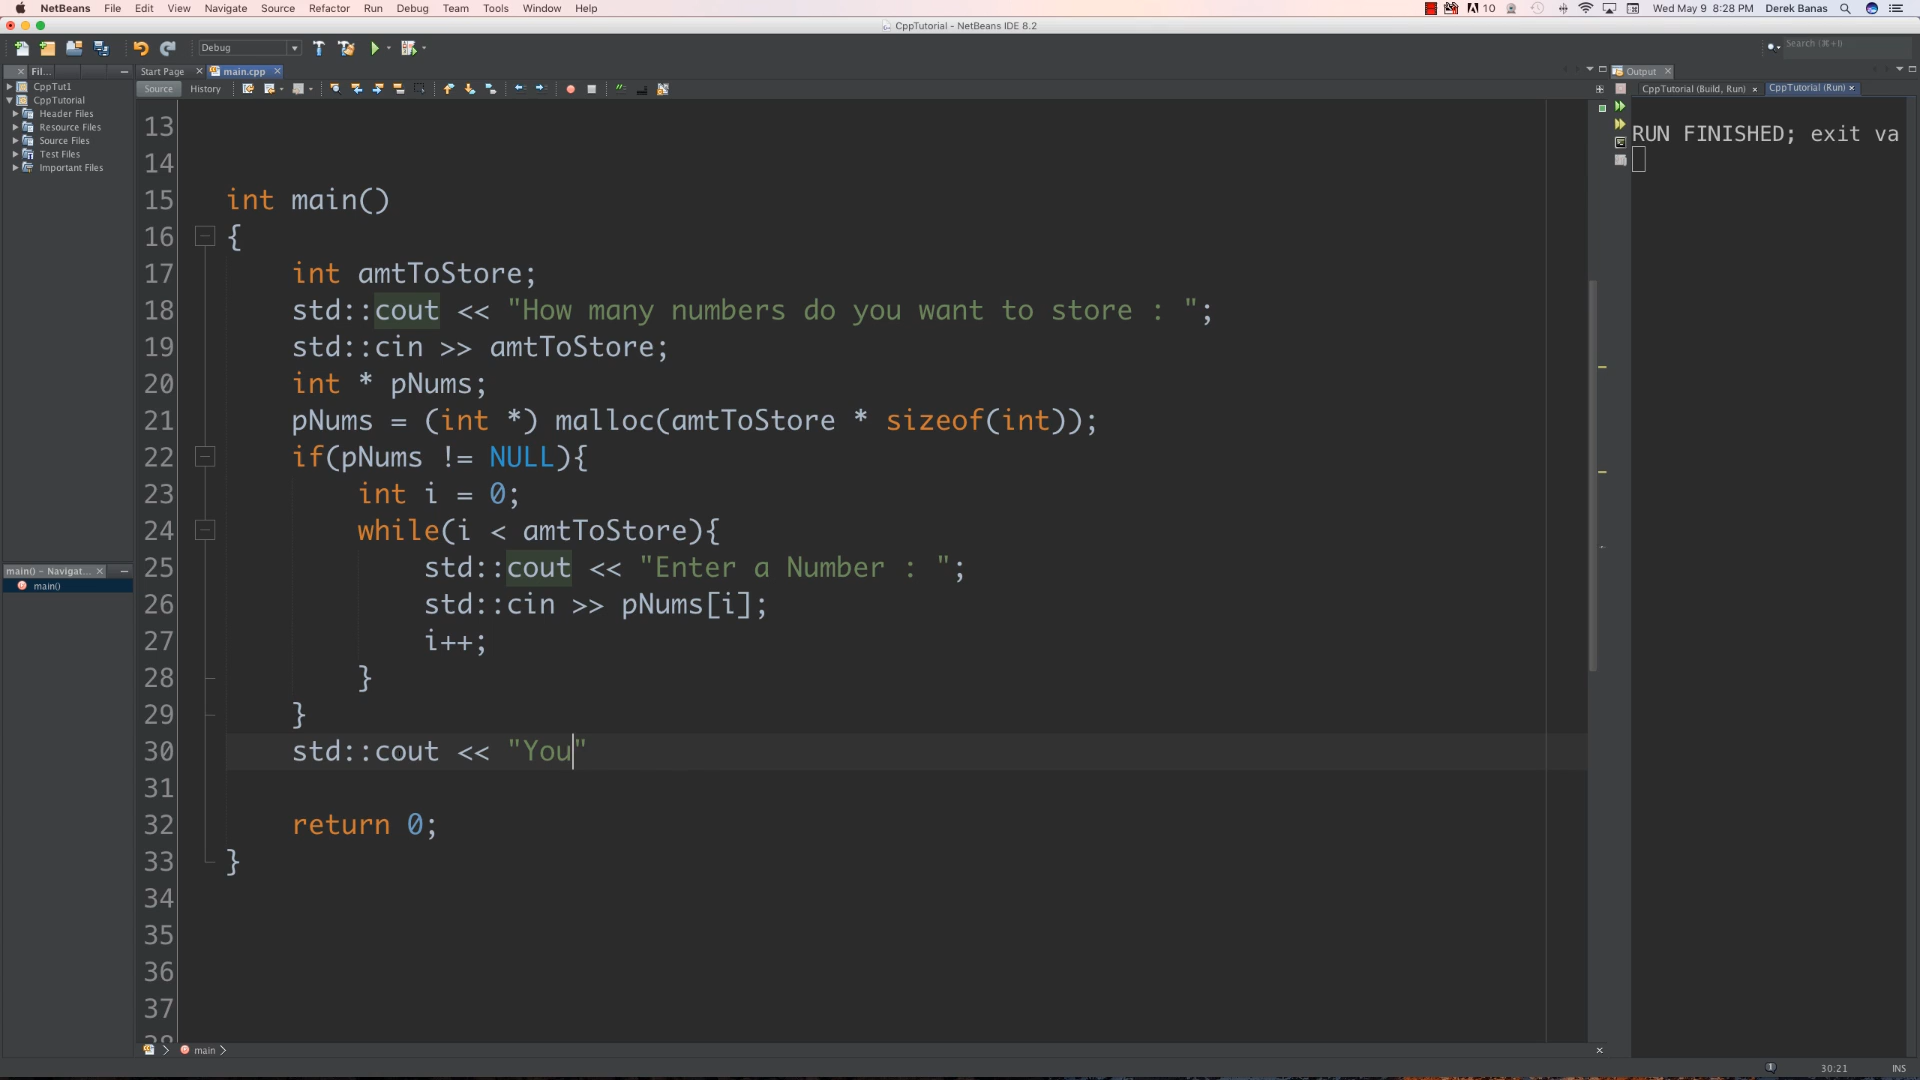 NetBeans File Edit View Navigate Source Refactor Run Debug Team Tools Window Help 10 Wed May 9 8:28 PM Derek Banas
CppTutorial - NetBeans IDE 8.2
Debug
Search (⌘+I)
Fil...
Start Page
main.cpp
Output
CppTut1
CppTutorial
Header Files
Resource Files
Source Files
Test Files
Important Files
Source History
CppTutorial (Build, Run) CppTutorial (Run)
RUN FINISHED; exit va
13
14
15 int main()
16 {
17 int amtToStore;
18 std::cout << "How many numbers do you want to store : ";
19 std::cin >> amtToStore;
20 int * pNums;
21 pNums = (int *) malloc(amtToStore * sizeof(int));
22 if(pNums != NULL){
23 int i = 0;
24 while(i < amtToStore){
25 std::cout << "Enter a Number : ";
26 std::cin >> pNums[i];
27 i++;
28 }
29 }
30 std::cout << "You"
31
32 return 0;
33 }
34
35
36
37
main() - Navigat...
main()
main
30:21 INS